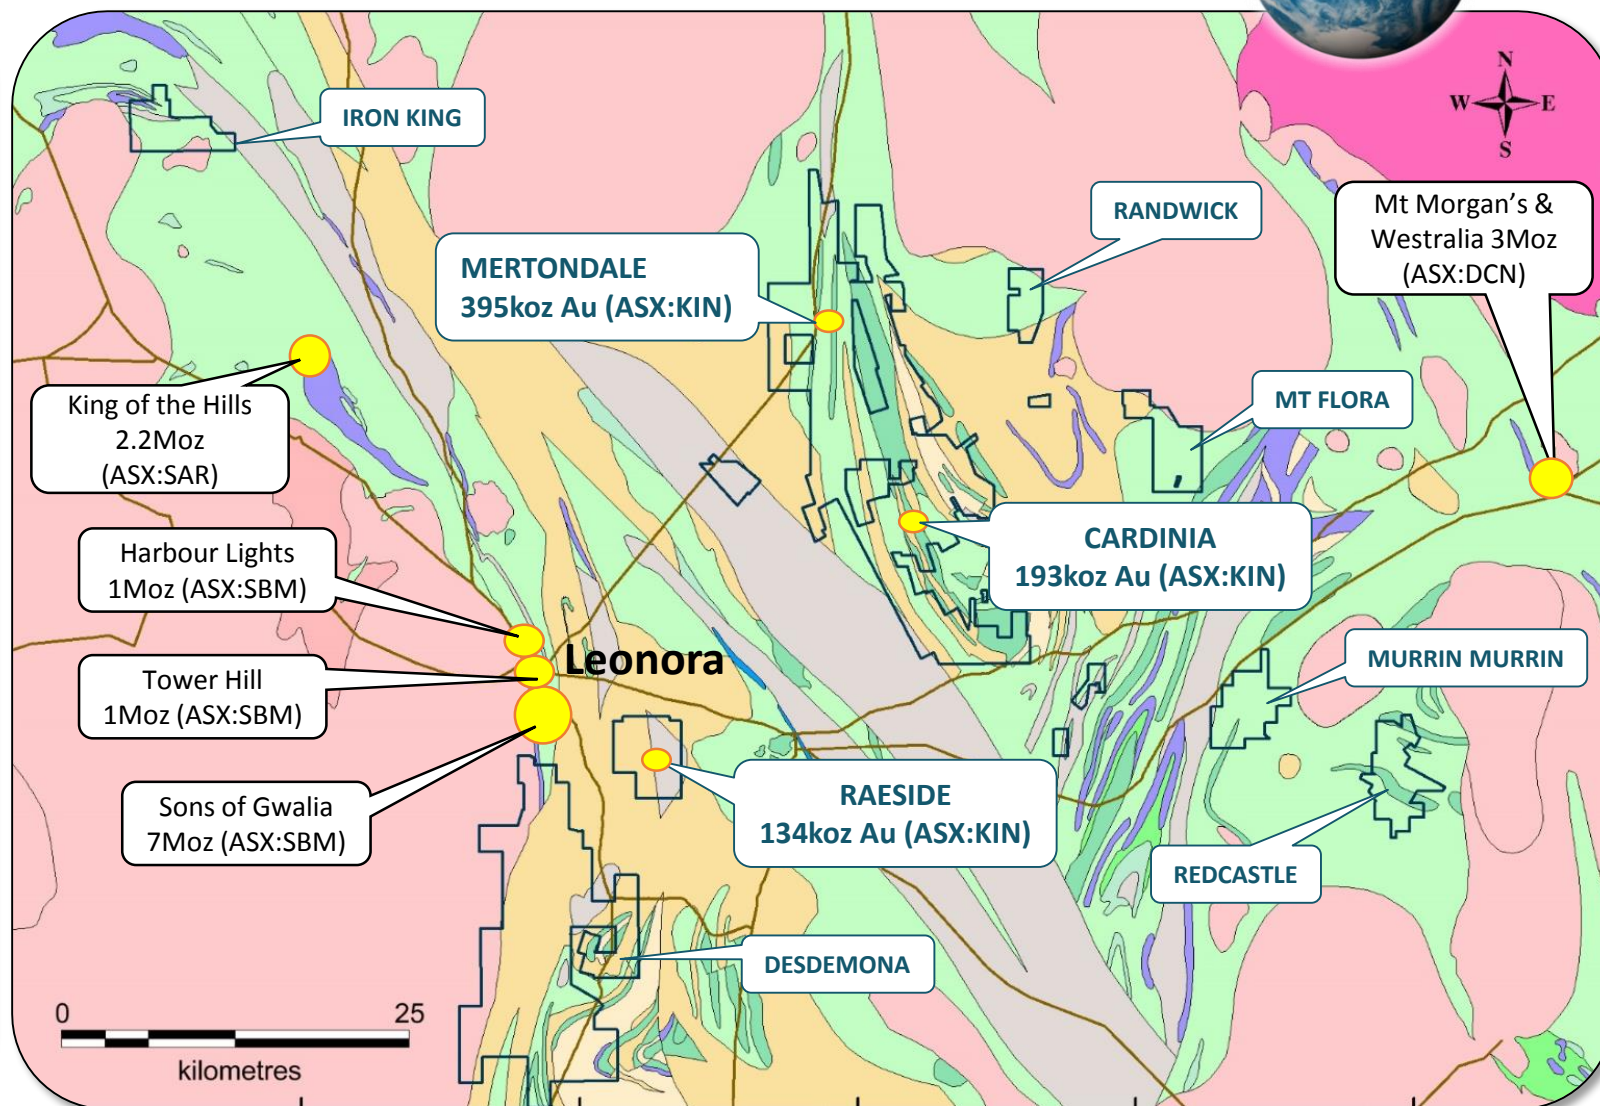 N
W
E
S
IRON KING
RANDWICK
Mt Morgan's &
Westralia 3Moz
(ASX:DCN)
MERTONDALE
395koz Au (ASX:KIN)
King of the Hills
2.2Moz
(ASX:SAR)
MT FLORA
Harbour Lights
1Moz (ASX:SBM)
CARDINIA
193koz Au (ASX:KIN)
Leonora
Tower Hill
1Moz (ASX:SBM)
MURRIN MURRIN
Sons of Gwalia
7Moz (ASX:SBM)
RAESIDE
134koz Au (ASX:KIN)
REDCASTLE
DESDEMONA
0
25
kilometres